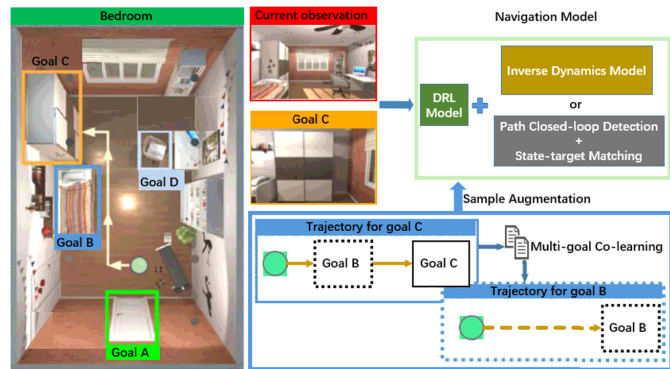 Bedroom
Goal C
Goal D
Goal B
Goal A
Current observation
Goal C
Navigation Model
DRL
Model
Inverse Dynamics Model
or
Path Closed-loop Detection
+
State-target Matching
Sample Augmentation
Trajectory for goal C
Goal B
Goal C
Multi-goal Co-learning
Trajectory for goal B
Goal B